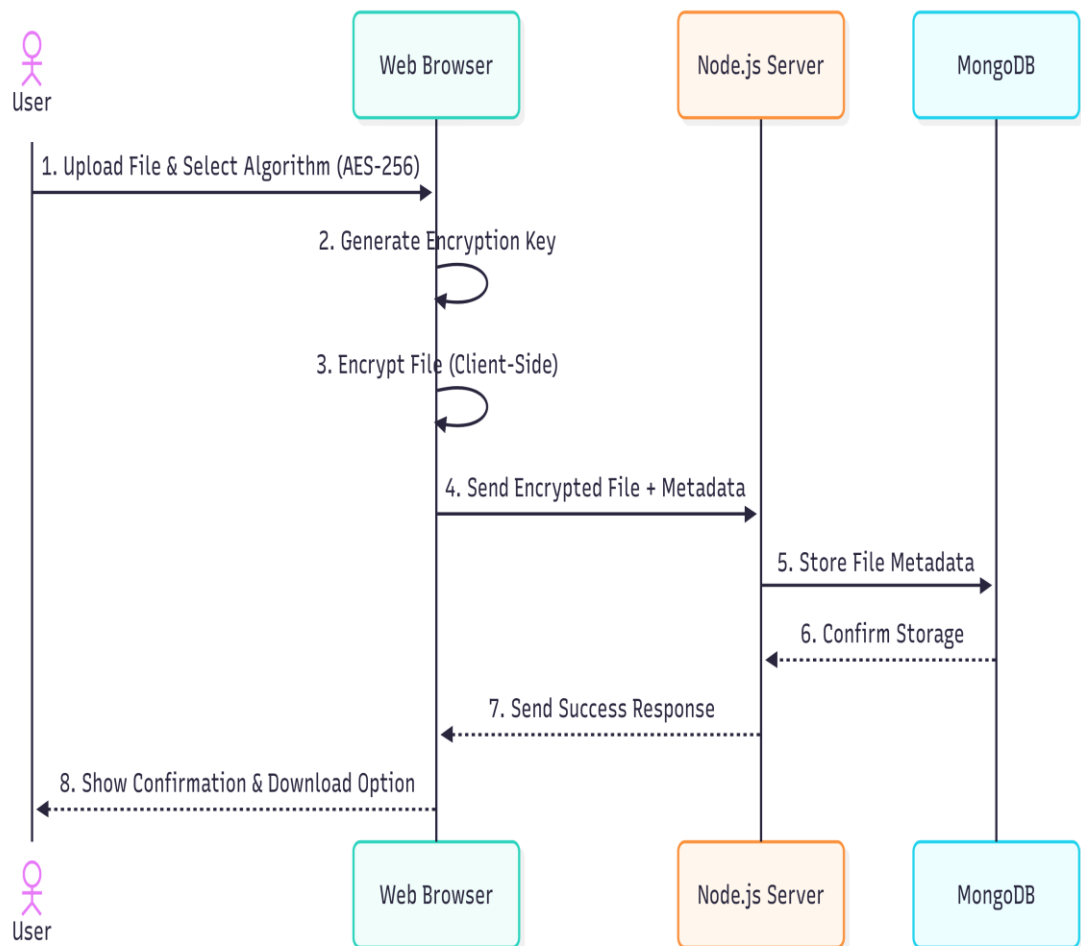 User
Web Browser
Node.js Server
MongoDB
1. Upload File & Select Algorithm (AES-256)
2. Generate Encryption Key
3. Encrypt File (Client-Side)
4. Send Encrypted File + Metadata
5. Store File Metadata
6. Confirm Storage
7. Send Success Response
8. Show Confirmation & Download Option
User
Web Browser
Node.js Server
MongoDB